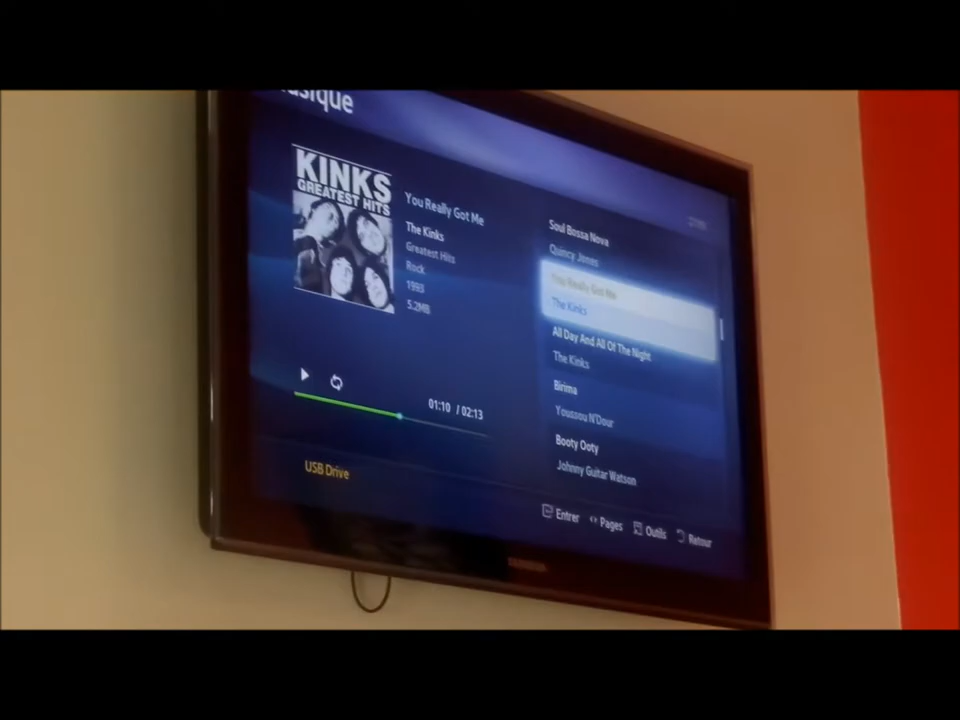 usique
KINKS
GREATEST HITS
You Really Got Me
The Kinks
Greatest Hits
Rock
1993
5.2MB
01:10 / 02:13
USB Drive
Soul Bossa Nova
Quincy Jones
You Really Got Me
The Kinks
All Day And All Of The Night
The Kinks
Birima
Youssou N'Dour
Booty Ooty
Johnny Guitar Watson
Entrer
Pages
Outils
Retour